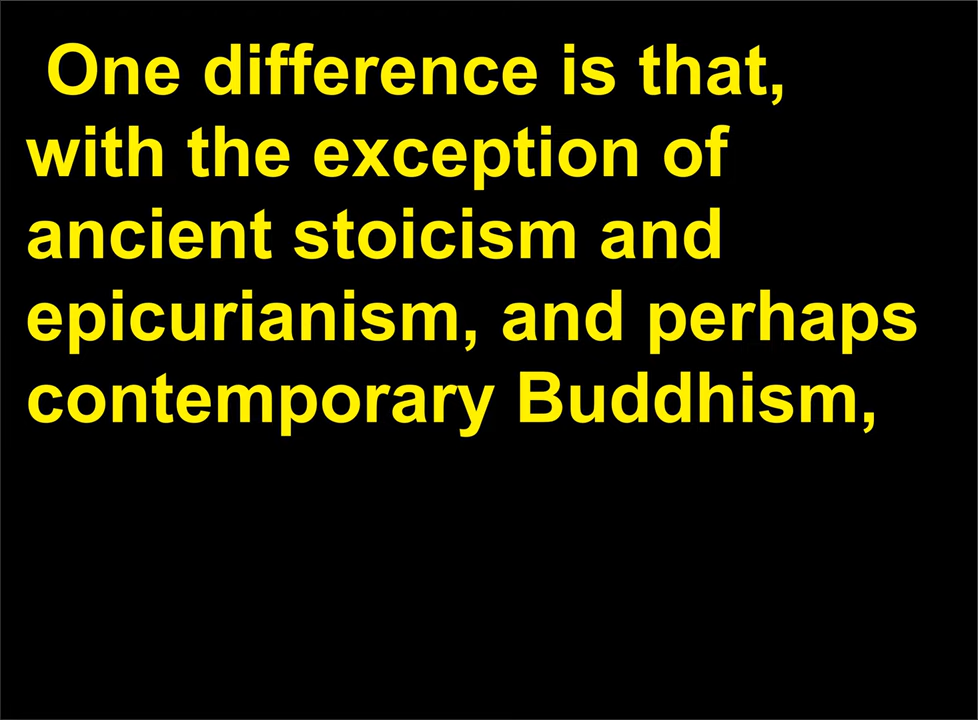 One difference is that,
with the exception of
ancient stoicism and
epicurianism, and perhaps
contemporary Buddhism,